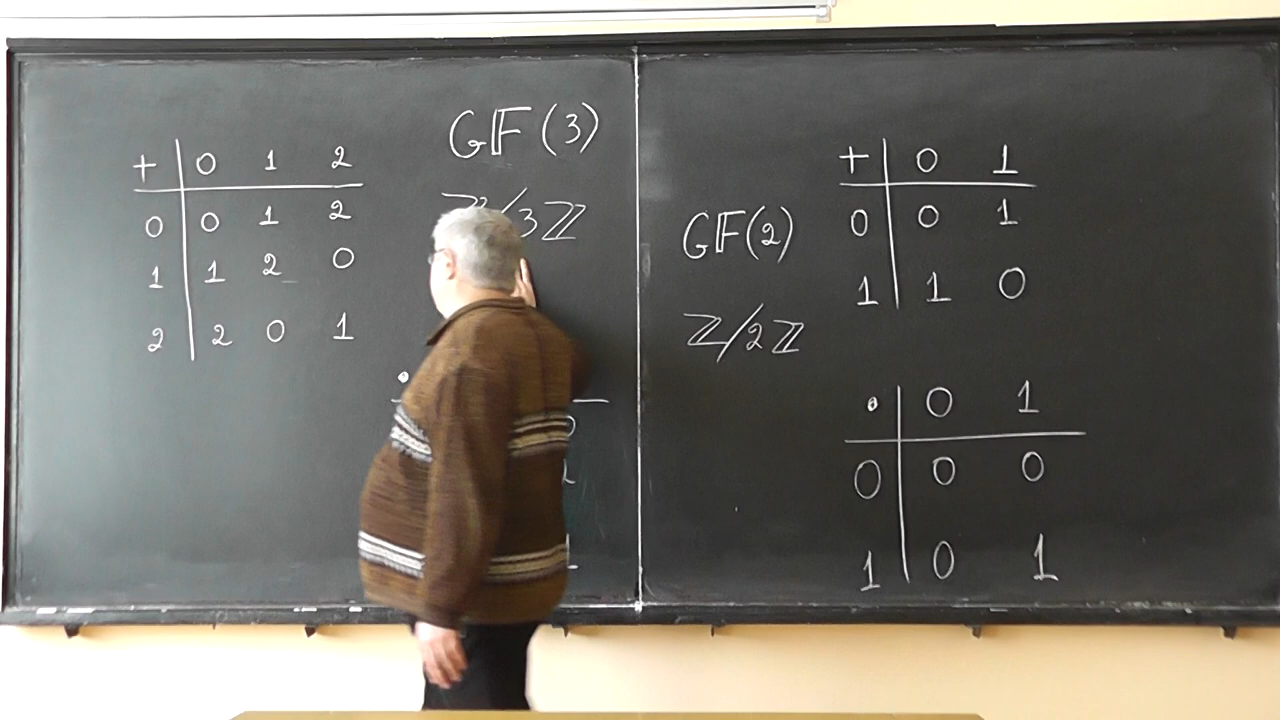 GF(3)
+ 0 1 2
0 0 1 2
1 1 2 0
2 2 0 1
ℤ/3ℤ
·
+ 0 1
0 0 1
1 1 0
GF(2)
ℤ/2ℤ
· 0 1
0 0 0
1 0 1